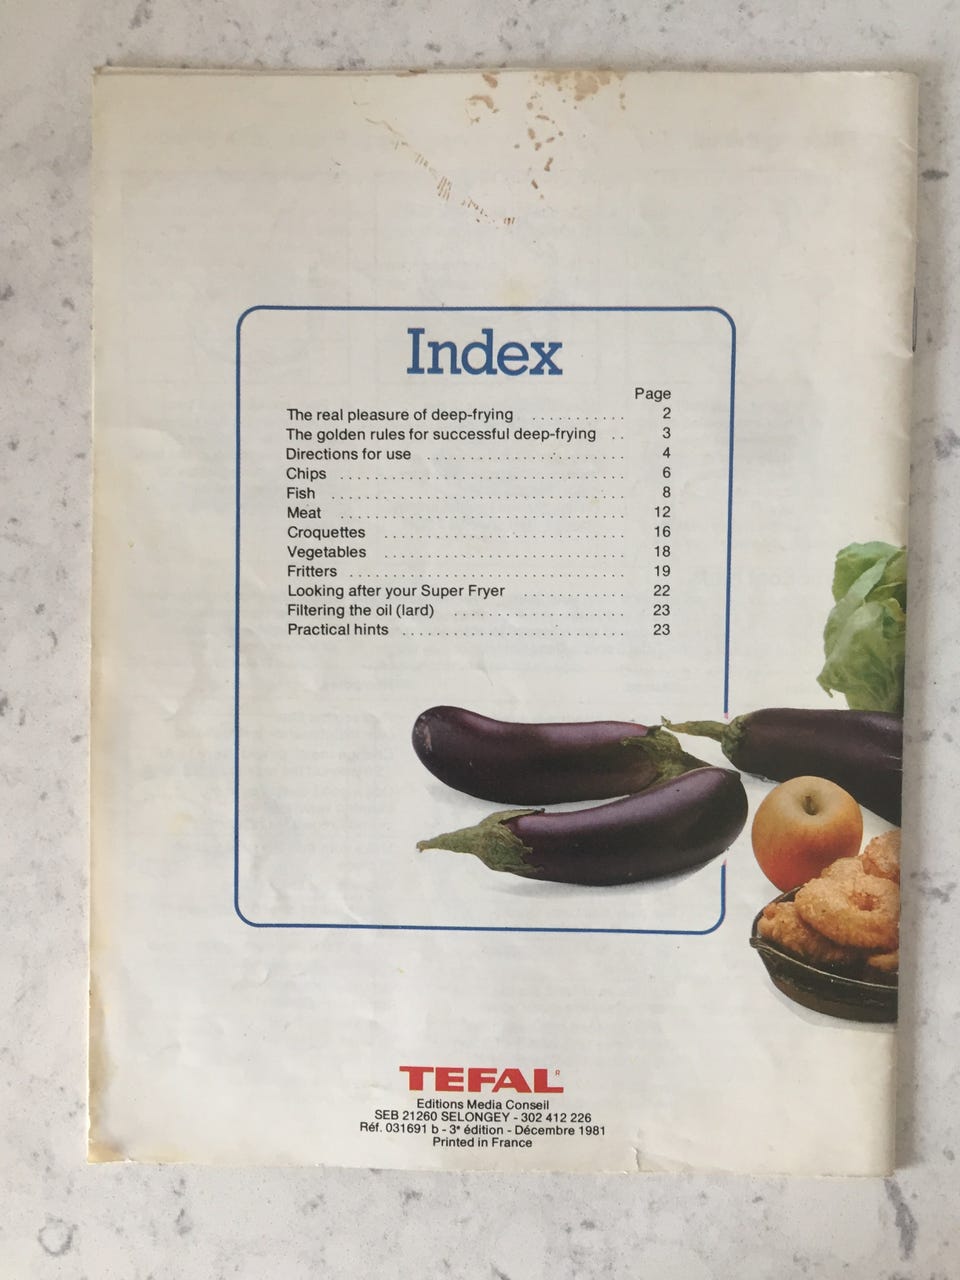 Index
Page
The real pleasure of deep-frying ........... 2
The golden rules for successful deep-frying .. 3
Directions for use ....................... 4
Chips ................................. 6
Fish .................................. 8
Meat ................................. 12
Croquettes ............................ 16
Vegetables ............................ 18
Fritters ................................ 19
Looking after your Super Fryer ............ 22
Filtering the oil (lard) .................... 23
Practical hints .......................... 23
TEFAL R
Editions Media Conseil
SEB 21260 SELONGEY - 302 412 226
Réf. 031691 b - 3e édition - Décembre 1981
Printed in France